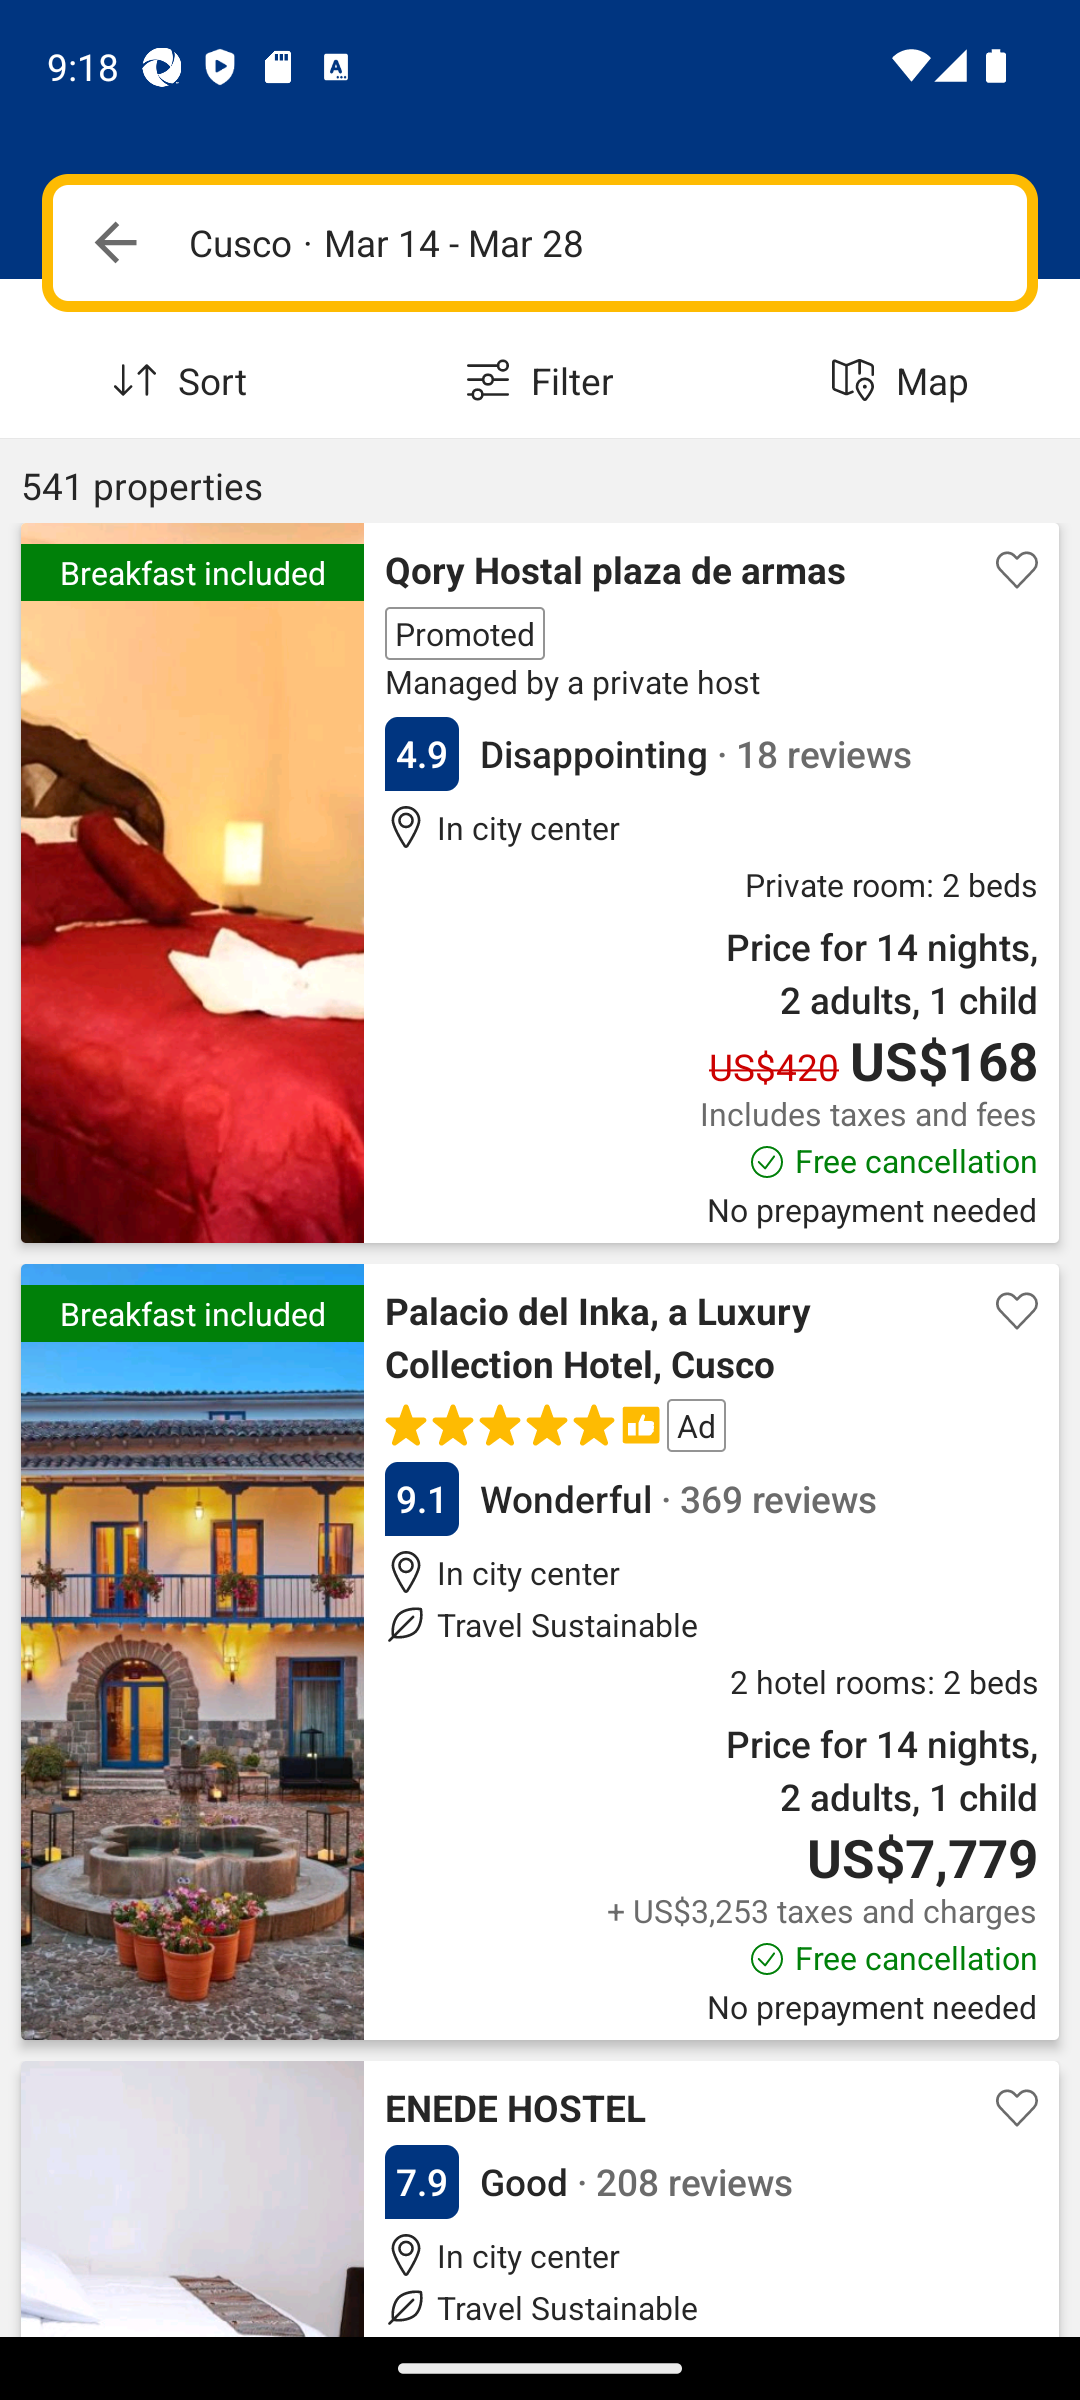 9:18
Cusco · Mar 14 - Mar 28
Sort
Filter
Map
541 properties
Breakfast included
Qory Hostal plaza de armas
Promoted
Managed by a private host
4.9 Disappointing · 18 reviews
In city center
Private room: 2 beds
Price for 14 nights,
2 adults, 1 child
US$420 US$168
Includes taxes and fees
Free cancellation
No prepayment needed
Breakfast included
Palacio del Inka, a Luxury
Collection Hotel, Cusco
Ad
9.1 Wonderful · 369 reviews
In city center
Travel Sustainable
2 hotel rooms: 2 beds
Price for 14 nights,
2 adults, 1 child
US$7,779
+ US$3,253 taxes and charges
Free cancellation
No prepayment needed
ENEDE HOSTEL
7.9 Good · 208 reviews
In city center
Travel Sustainable